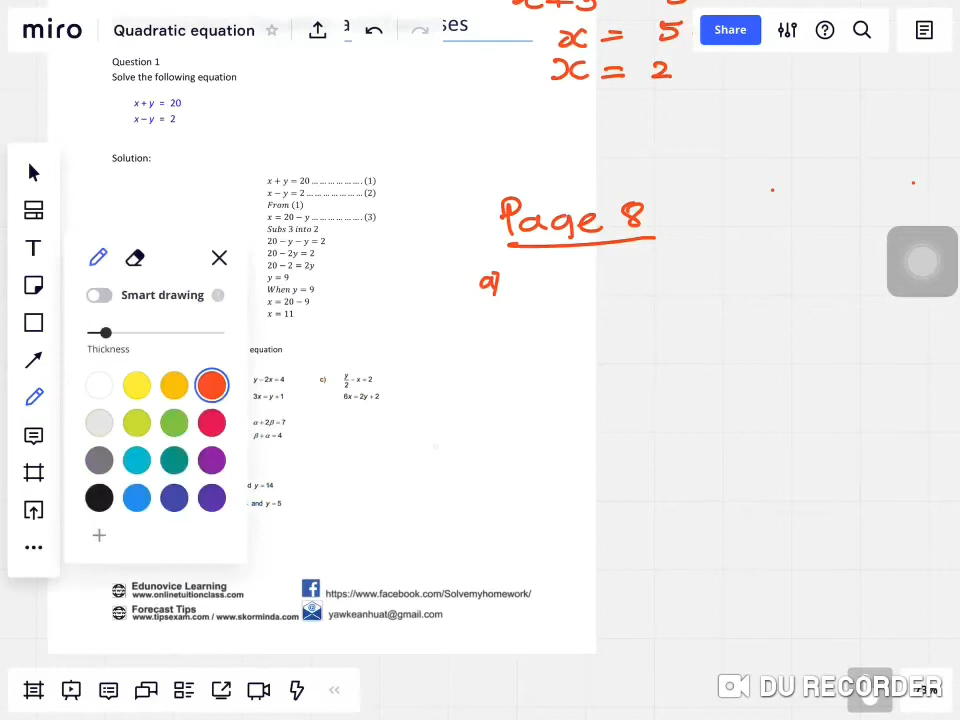 miro
Quadratic equation
ses
Share
x = 5
x = 2
Question 1
Solve the following equation
x + y = 20
x − y = 2
Solution:
x + y = 20 ... ... ... ... ... ... . (1)
x − y = 2 ... ... ... ... ... ... ... (2)
From (1)
x = 20 − y ... ... ... ... ... ... . (3)
Subs 3 into 2
20 − y − y = 2
20 − 2y = 2
20 − 2 = 2y
y = 9
When y = 9
x = 20 − 9
x = 11
Page 8
a)
Smart drawing
Thickness
equation
y − 2x = 4
3x = y + 1
c) y/2 − x = 2
6x = 2y + 2
α + 2β = 7
β + α = 4
y = 14
and y = 5
Edunovice Learning
www.onlinetuitionclass.com
Forecast Tips
www.tipsexam.com / www.skorminda.com
https://www.facebook.com/Solvemyhomework/
yawkeanhuat@gmail.com
DU RECORDER